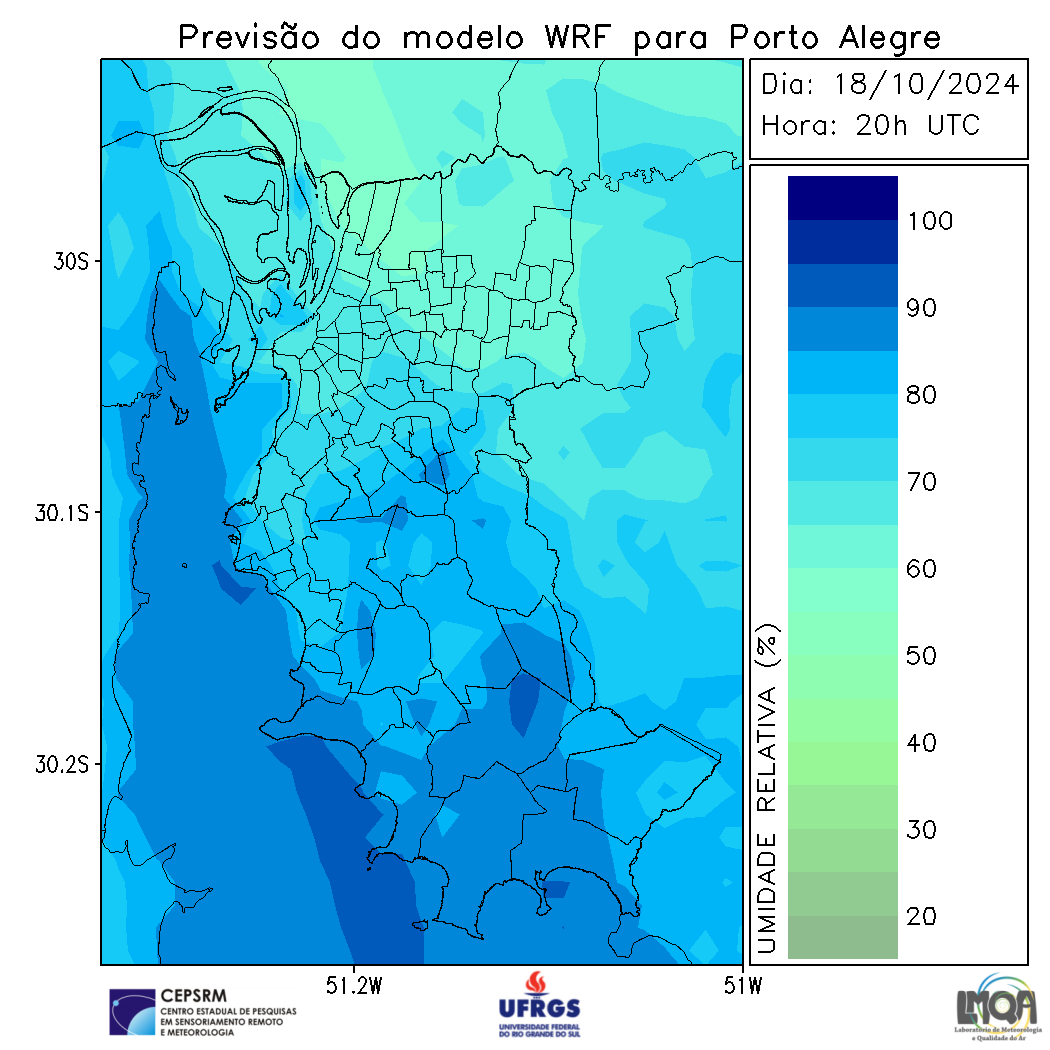 Previsão do modelo WRF para Porto Alegre
Dia: 18/10/2024
Hora: 20h UTC
100
90
80
70
60
50
40
30
20
UMIDADE RELATIVA (%)
30S
30.1S
30.2S
51.2W
51W
CEPSRM
CENTRO ESTADUAL DE PESQUISAS
EM SENSORIAMENTO REMOTO
E METEOROLOGIA
UFRGS
UNIVERSIDADE FEDERAL
DO RIO GRANDE DO SUL
LMQA
Laboratório de Meteorologia
e Qualidade do Ar